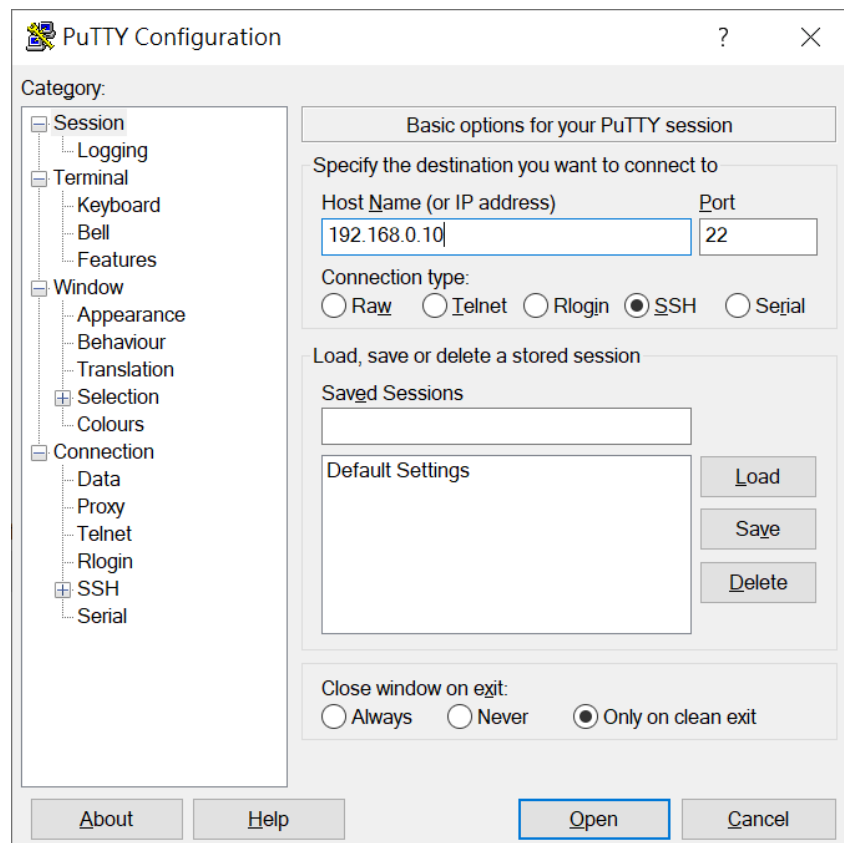 PuTTY Configuration
?
Category:
Session
Logging
Terminal
Keyboard
Bell
Features
Window
Appearance
Behaviour
Translation
Selection
Colours
Connection
Data
Proxy
Telnet
Rlogin
SSH
Serial
Basic options for your PuTTY session
Specify the destination you want to connect to
Host Name (or IP address) Port
192.168.0.10 22
Connection type:
Raw Telnet Rlogin SSH Serial
Load, save or delete a stored session
Saved Sessions
Default Settings
Load
Save
Delete
Close window on exit:
Always Never Only on clean exit
About Help Open Cancel